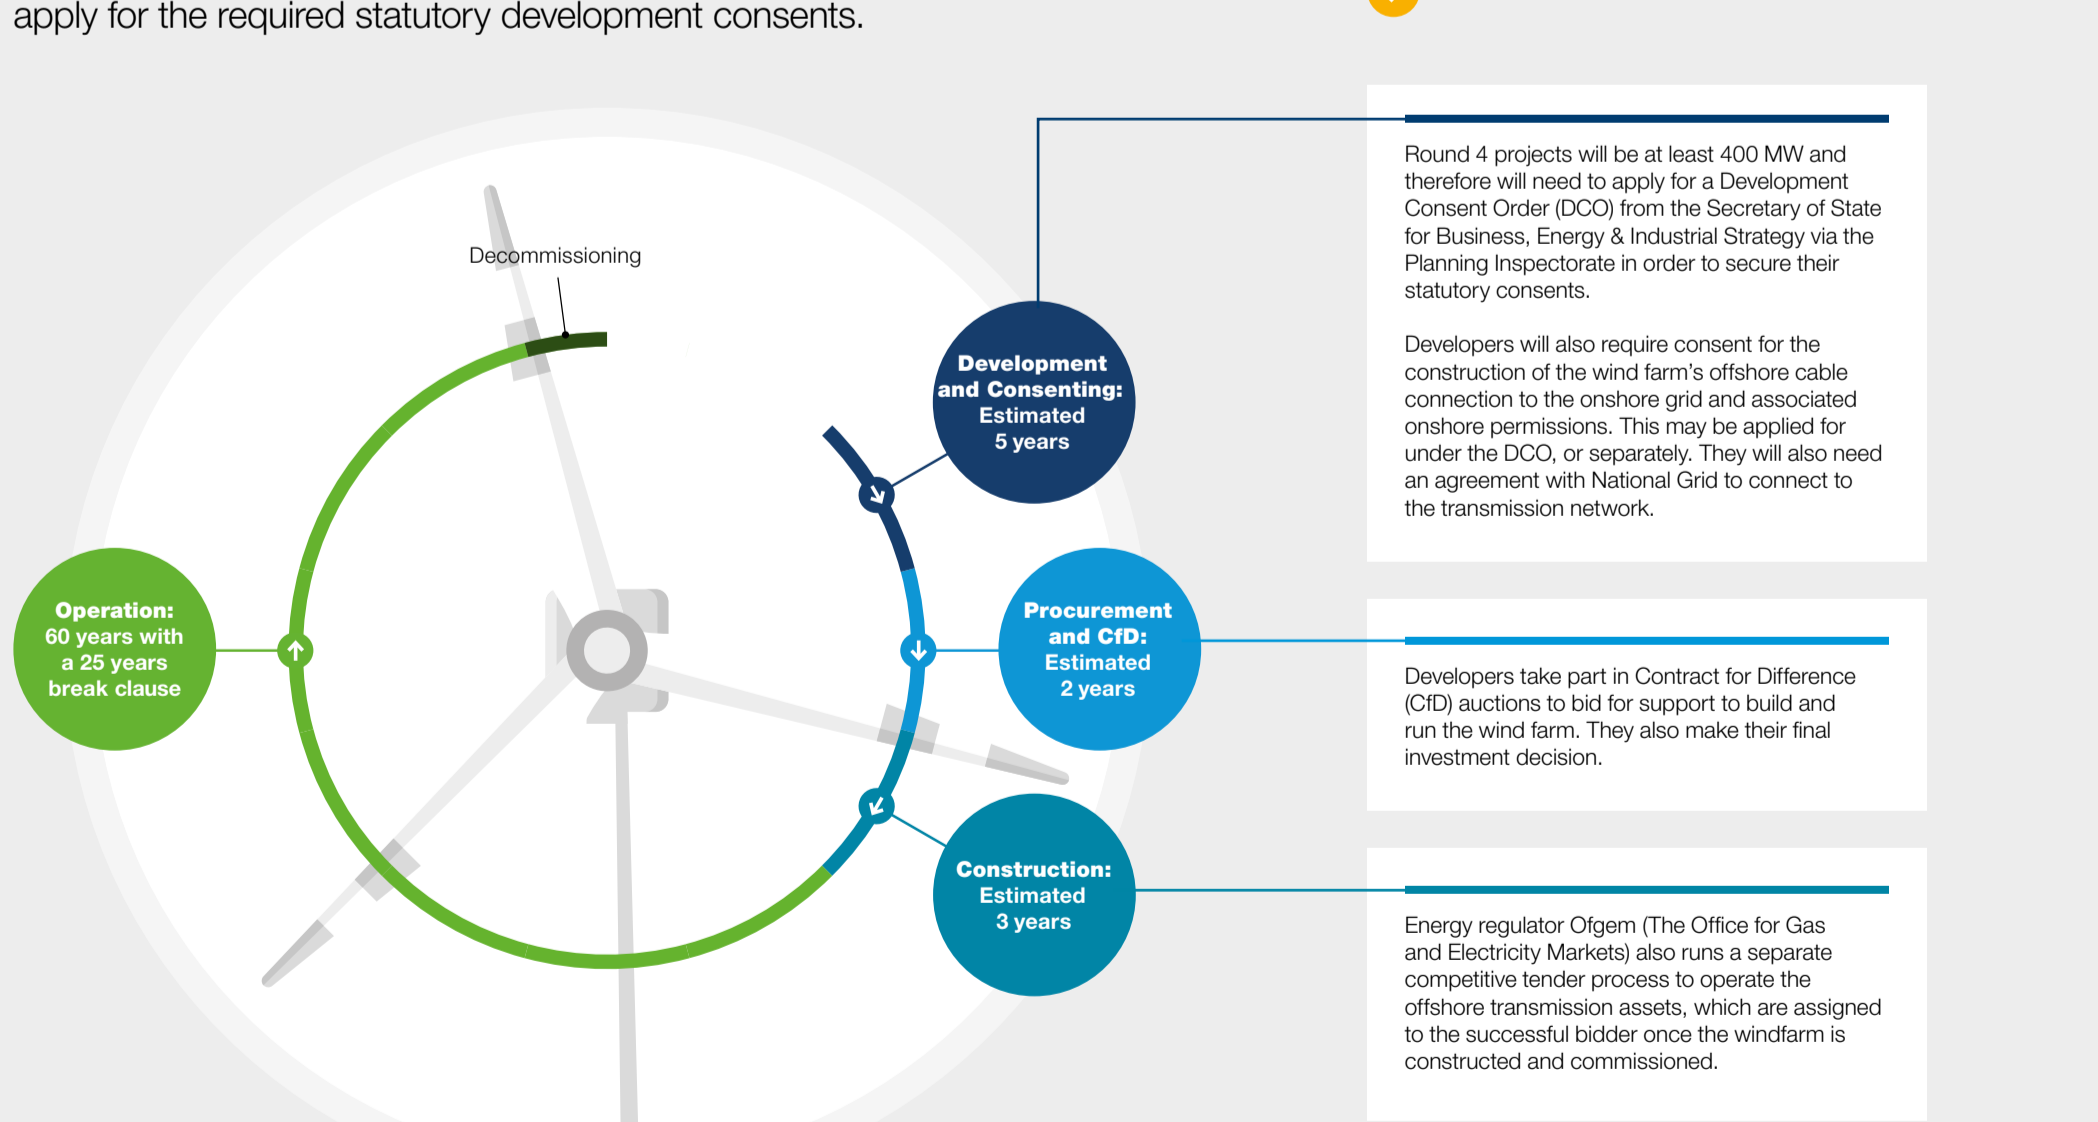 apply for the required statutory development consents.
Decommissioning
Development
and Consenting:
Estimated
5 years
Procurement
and CfD:
Estimated
2 years
Construction:
Estimated
3 years
Operation:
60 years with
a 25 years
break clause
Round 4 projects will be at least 400 MW and
therefore will need to apply for a Development
Consent Order (DCO) from the Secretary of State
for Business, Energy & Industrial Strategy via the
Planning Inspectorate in order to secure their
statutory consents.
Developers will also require consent for the
construction of the wind farm's offshore cable
connection to the onshore grid and associated
onshore permissions. This may be applied for
under the DCO, or separately. They will also need
an agreement with National Grid to connect to
the transmission network.
Developers take part in Contract for Difference
(CfD) auctions to bid for support to build and
run the wind farm. They also make their final
investment decision.
Energy regulator Ofgem (The Office for Gas
and Electricity Markets) also runs a separate
competitive tender process to operate the
offshore transmission assets, which are assigned
to the successful bidder once the windfarm is
constructed and commissioned.